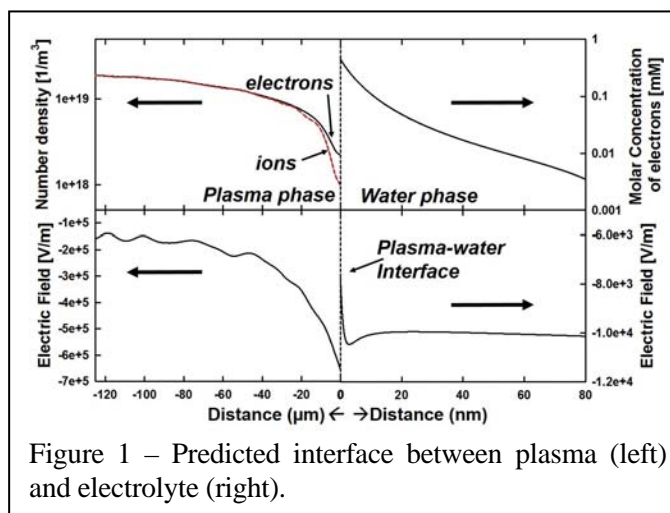 Number density [1/m³]
1e+19
1e+18
electrons
ions
Plasma phase
Water phase
1
0.1
0.01
0.001
Molar Concentration
of electrons [mM]
Electric Field [V/m]
-1e+5
-2e+5
-3e+5
-4e+5
-5e+5
-6e+5
-7e+5
Plasma-water
Interface
-6.0e+3
-8.0e+3
-1.0e+4
-1.2e+4
Electric Field [V/m]
-120 -100 -80 -60 -40 -20 0 20 40 60 80
Distance (µm) ← →Distance (nm)
Figure 1 – Predicted interface between plasma (left)
and electrolyte (right).